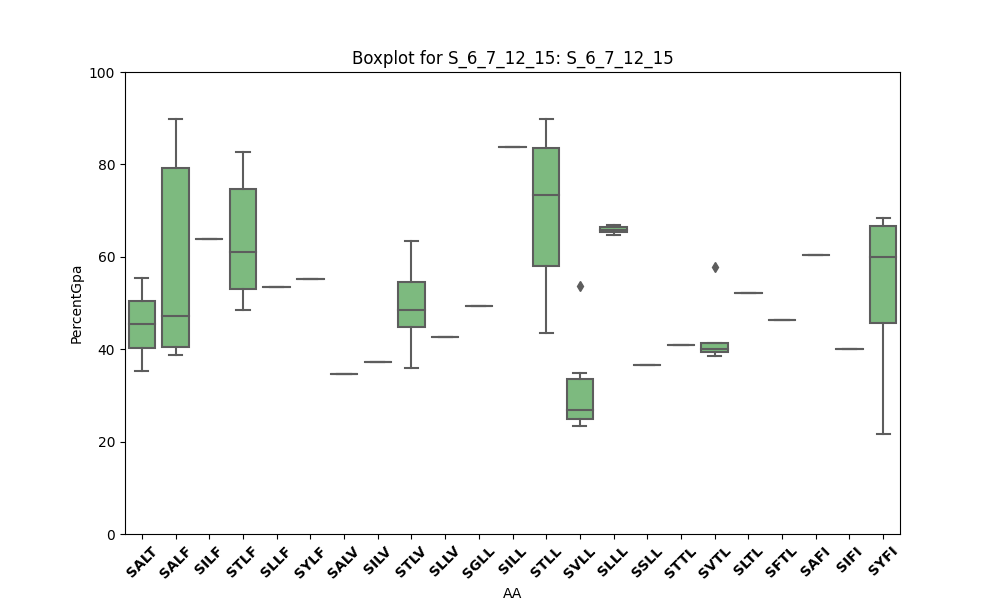 Boxplot for S_6_7_12_15: S_6_7_12_15
100
80
60
40
20
0
PercentGpa
SALT SALF SILF STLF SLLF SYLF SALV SILV STLV SLLV SGLL SILL STLL SVLL SLLL SSLL STTL SVTL SLTL SFTL SAFI SIFI SYFI
AA